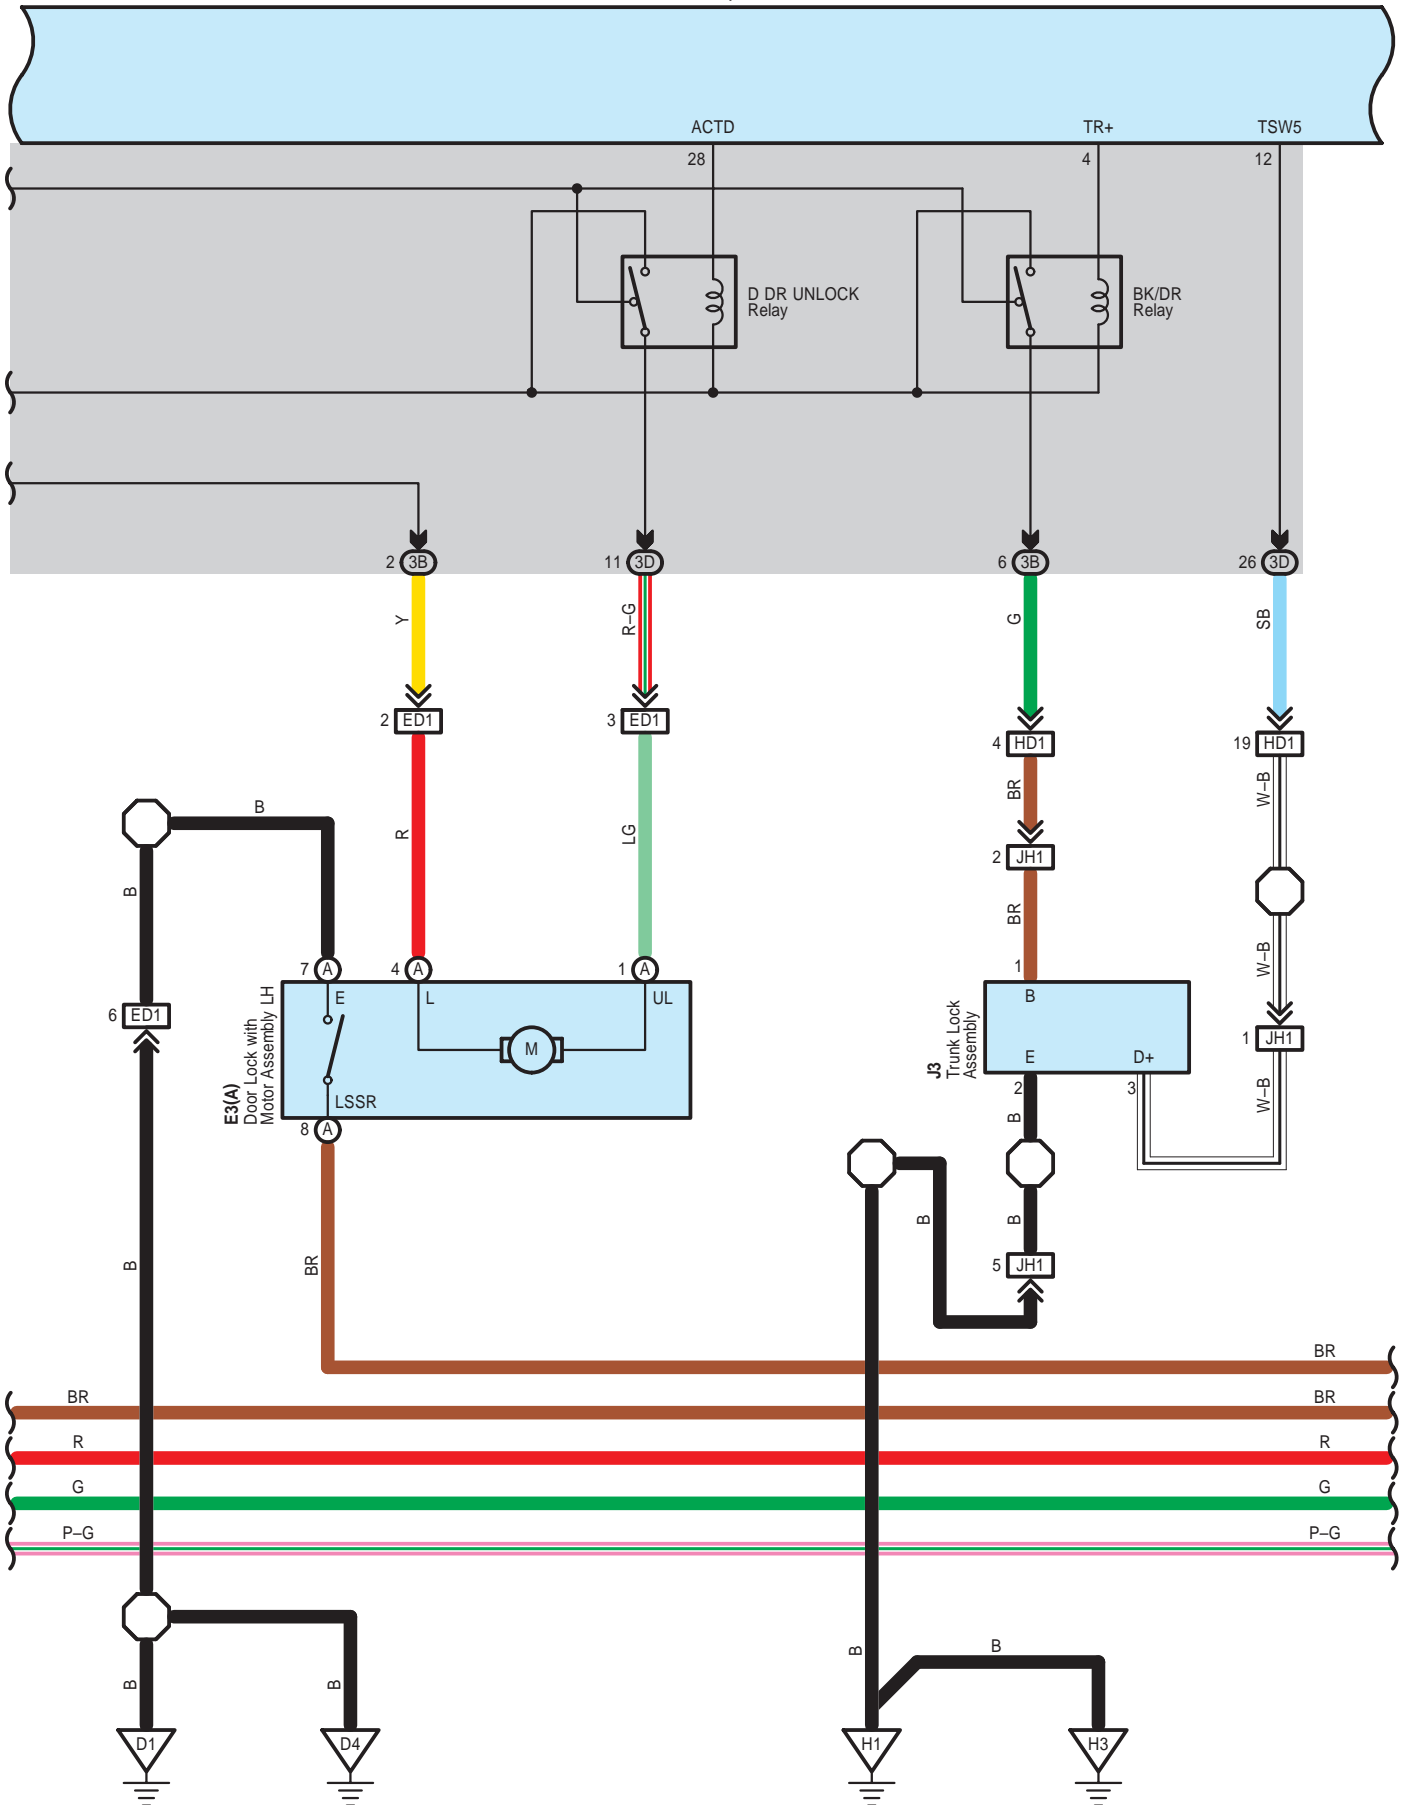 ACTD
TR+
TSW5
28
4
12
D DR UNLOCK
Relay
BK/DR
Relay
2 3B
11 3D
6 3B
26 3D
Y
R–G
G
SB
2 ED1
3 ED1
4 HD1
19 HD1
BR
W–B
B
R
LG
2 JH1
B
BR
W–B
7 A
4 A
1 A
1
E
L
UL
B
6 ED1
M
E3(A)
Door Lock with
Motor Assembly LH
J3
Trunk Lock
Assembly
1 JH1
E
D+
2
3
LSSR
W–B
B
8 A
B
B
B
BR
5 JH1
BR
BR
BR
R
R
G
G
P–G
P–G
B
B
B
B
D1
D4
H1
H3